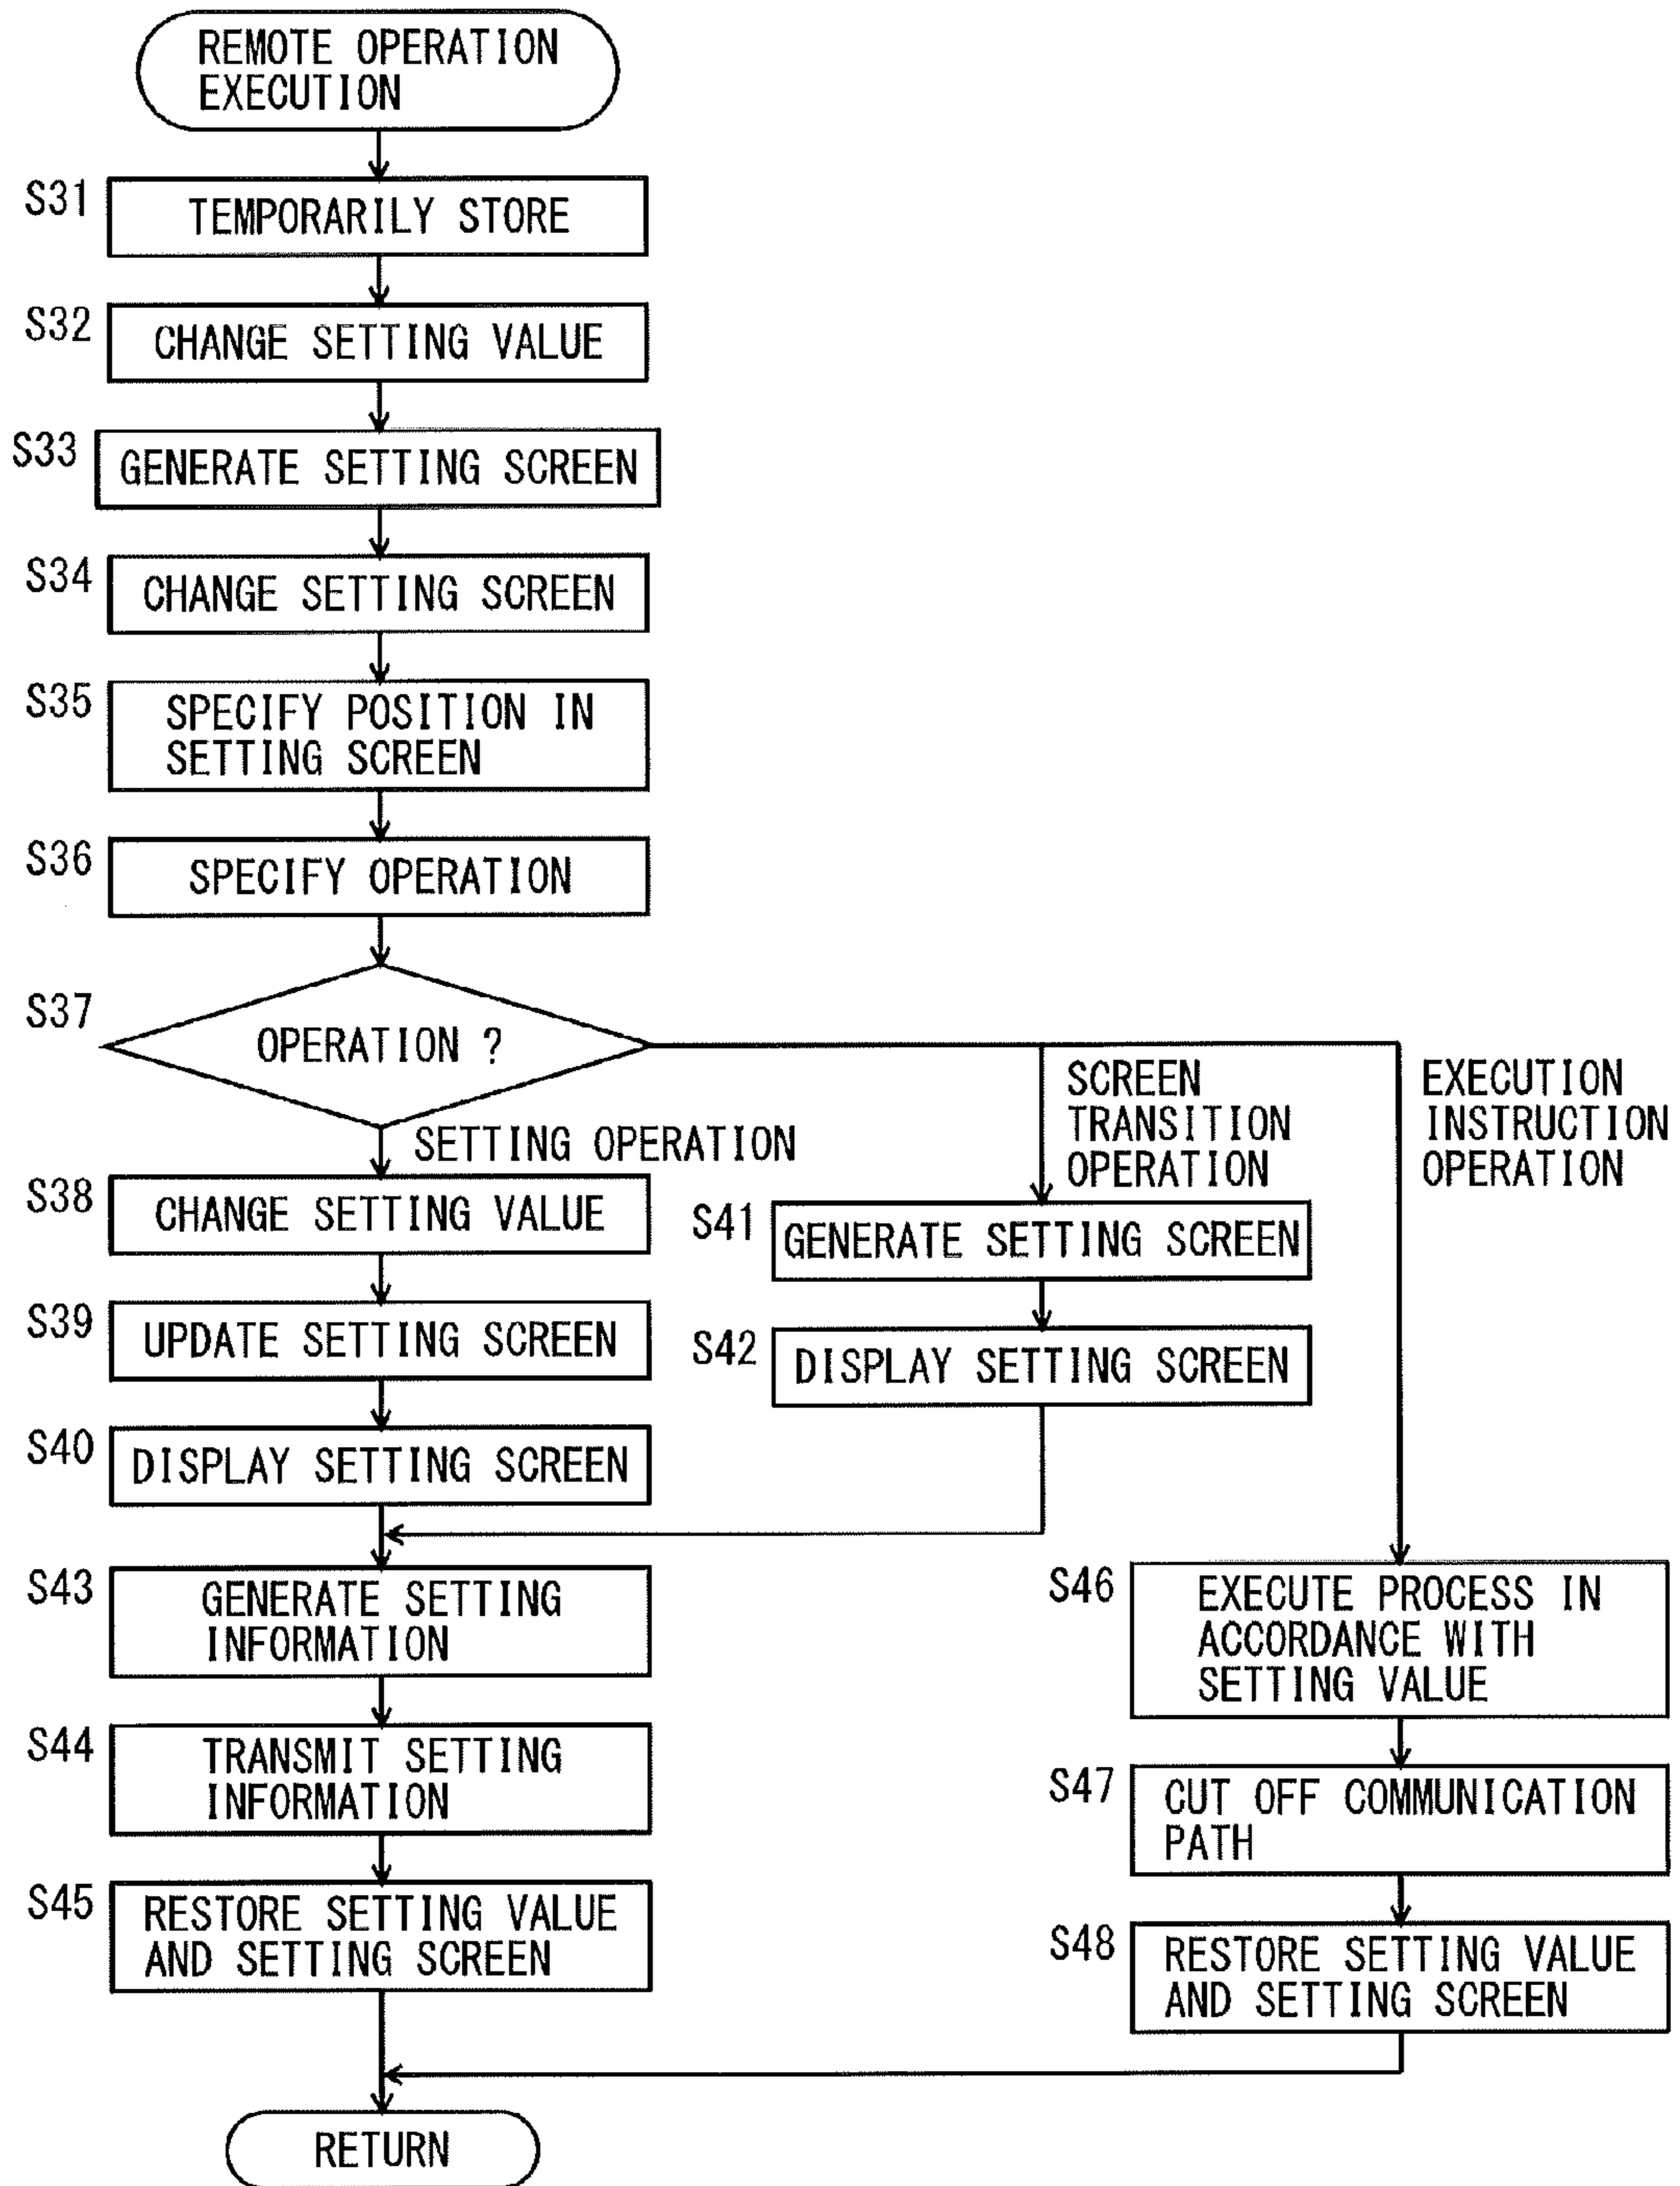 REMOTE OPERATION
EXECUTION
S31
TEMPORARILY STORE
S32
CHANGE SETTING VALUE
S33
GENERATE SETTING SCREEN
S34
CHANGE SETTING SCREEN
S35
SPECIFY POSITION IN
SETTING SCREEN
S36
SPECIFY OPERATION
S37
OPERATION ?
SETTING OPERATION
SCREEN
TRANSITION
OPERATION
EXECUTION
INSTRUCTION
OPERATION
S38
CHANGE SETTING VALUE
S39
UPDATE SETTING SCREEN
S40
DISPLAY SETTING SCREEN
S41
GENERATE SETTING SCREEN
S42
DISPLAY SETTING SCREEN
S43
GENERATE SETTING
INFORMATION
S44
TRANSMIT SETTING
INFORMATION
S45
RESTORE SETTING VALUE
AND SETTING SCREEN
S46
EXECUTE PROCESS IN
ACCORDANCE WITH
SETTING VALUE
S47
CUT OFF COMMUNICATION
PATH
S48
RESTORE SETTING VALUE
AND SETTING SCREEN
RETURN